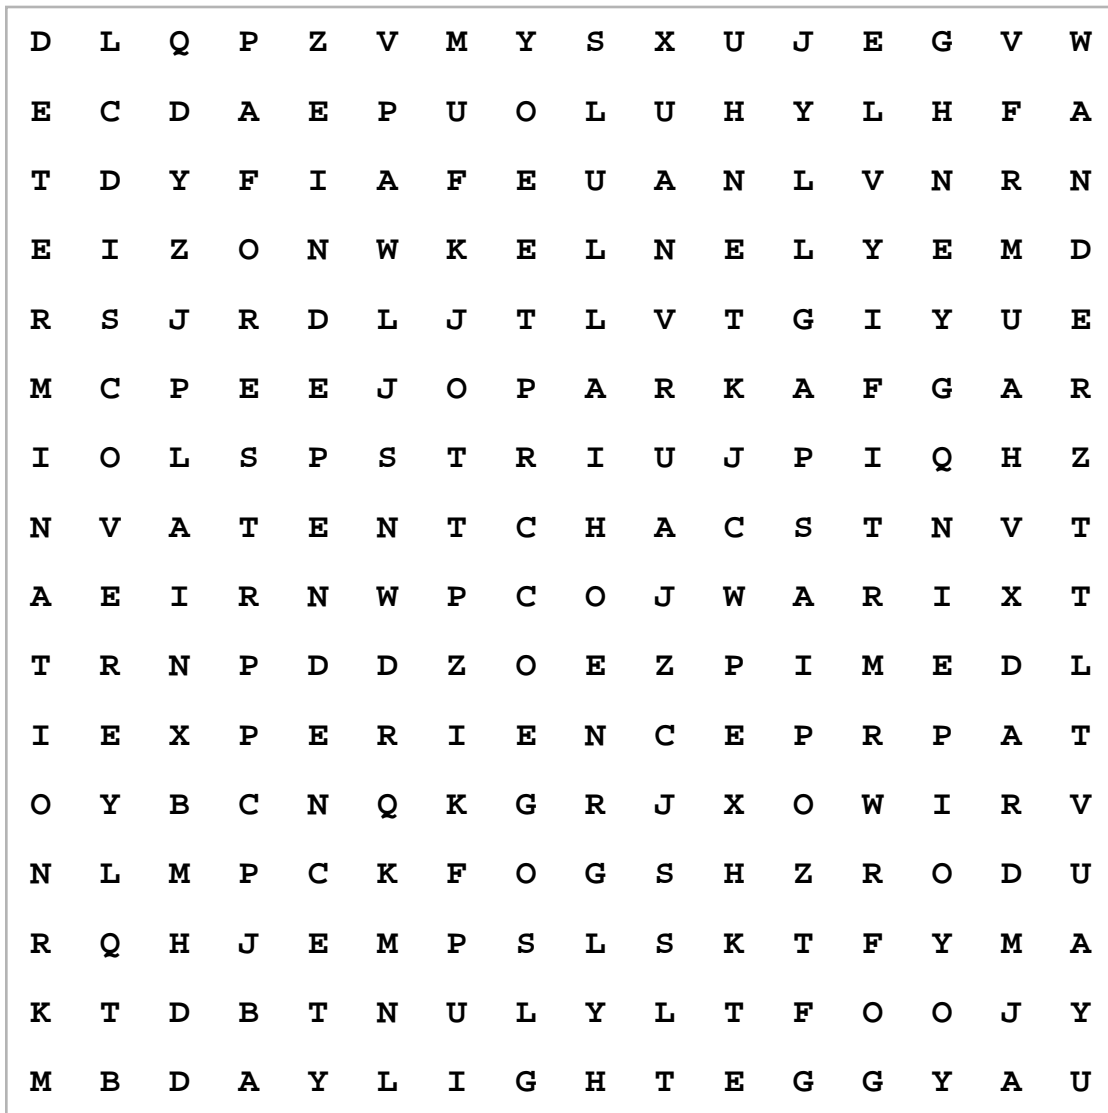 D L Q P Z V M Y S X U J E G V W
E C D A E P U O L U H Y L H F A
T D Y F I A F E U A N L V N R N
E I Z O N W K E L N E L Y E M D
R S J R D L J T L V T G I Y U E
M C P E E J O P A R K A F G A R
I O L S P S T R I U J P I Q H Z
N V A T E N T C H A C S T N V T
A E I R N W P C O J W A R I X T
T R N P D D Z O E Z P I M E D L
I E X P E R I E N C E P R P A T
O Y B C N Q K G R J X O W I R V
N L M P C K F O G S H Z R O D U
R Q H J E M P S L S K T F Y M A
K T D B T N U L Y L T F O O J Y
M B D A Y L I G H T E G G Y A U